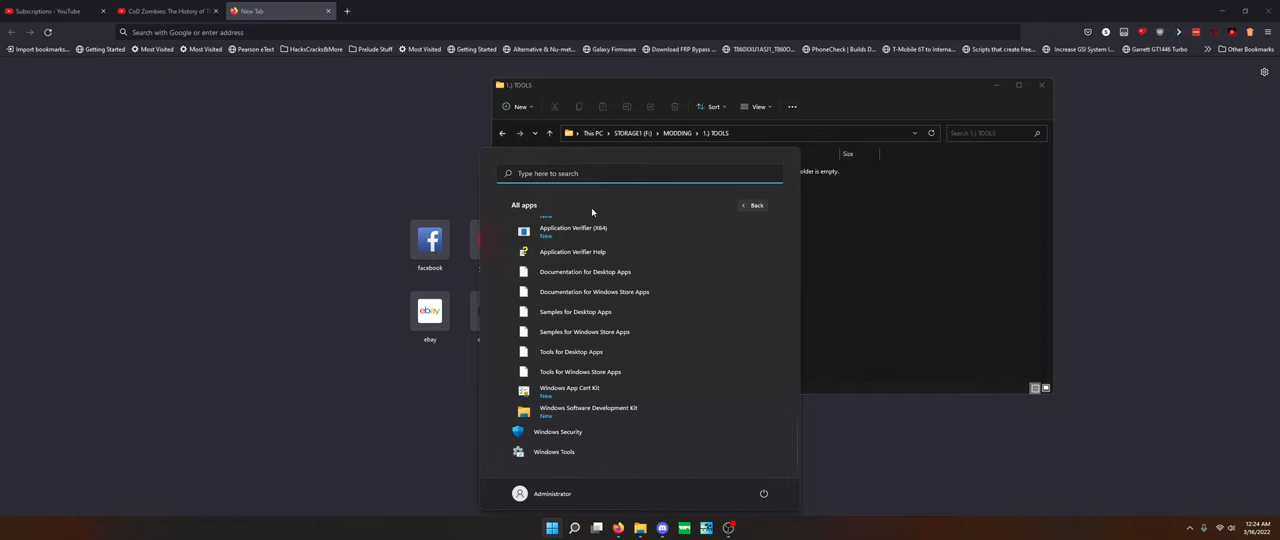 Subscriptions - YouTube
CoD Zombies: The History of T
New Tab
Search with Google or enter address
Import bookmarks...
Getting Started
Most Visited
Pearson eText
HacksCracks&More
Prelude Stuff
Most Visited
Getting Started
Alternative & Nu-met...
Galaxy Firmware
Download FRP Bypass ...
T860XXU1ASJ1_T860O...
PhoneCheck | Builds D...
T-Mobile 6T to Interna...
Scripts that create free...
Increase GSI System I...
Garrett GT1446 Turbo
Other Bookmarks
1.) TOOLS
New
Sort
View
This PC > STORAGE1 (F:) > MODDING > 1.) TOOLS
Search 1.) TOOLS
Size
older is empty.
Type here to search
All apps
Back
New
Application Verifier (X64)
New
Application Verifier Help
Documentation for Desktop Apps
Documentation for Windows Store Apps
Samples for Desktop Apps
Samples for Windows Store Apps
Tools for Desktop Apps
Tools for Windows Store Apps
Windows App Cert Kit
New
Windows Software Development Kit
New
Windows Security
Windows Tools
Administrator
facebook
ebay
12:24 AM
3/16/2022